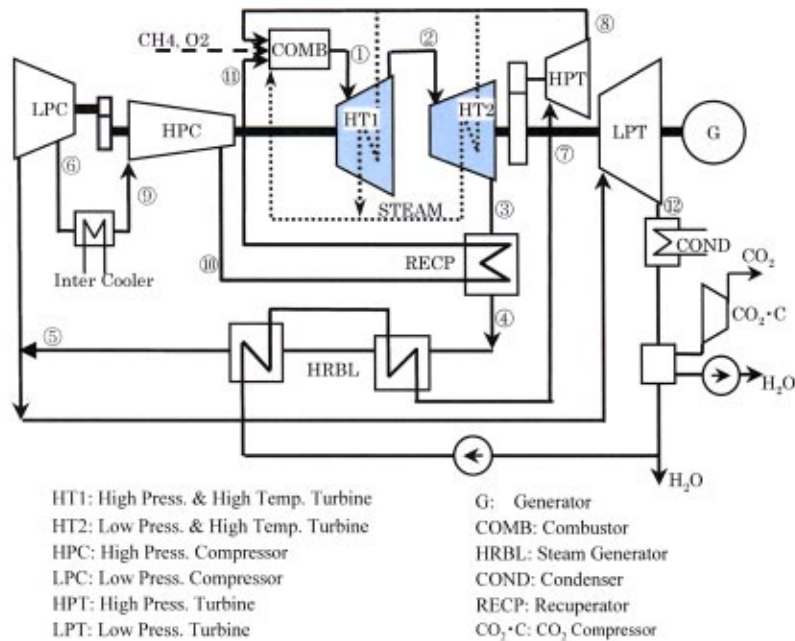 ⑧
CH4, O2
COMB
①
②
⑪
HPT
LPC
HPC
HT1
HT2
LPT
G
⑥
⑨
⑦
STEAM
③
⑫
RECP
COND
Inter Cooler
⑩
CO₂
④
CO₂·C
⑤
HRBL
H₂O
H₂O
HT1: High Press. & High Temp. Turbine
HT2: Low Press. & High Temp. Turbine
HPC: High Press. Compressor
LPC: Low Press. Compressor
HPT: High Press. Turbine
LPT: Low Press. Turbine
G: Generator
COMB: Combustor
HRBL: Steam Generator
COND: Condenser
RECP: Recuperator
CO₂·C: CO₂ Compressor